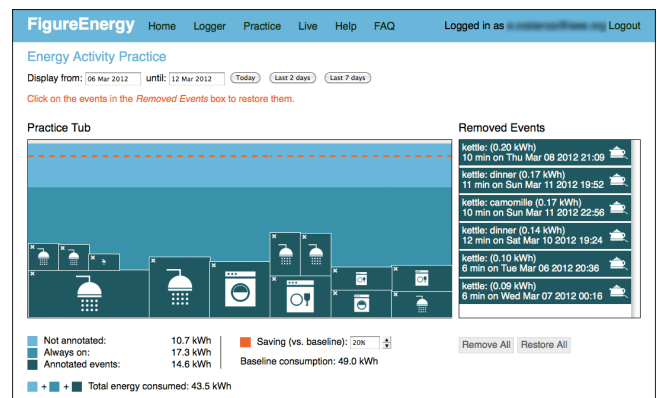 FigureEnergy Home Logger Practice Live Help FAQ Logged in as Logout
Energy Activity Practice
Display from: 06 Mar 2012 until: 12 Mar 2012 Today Last 2 days Last 7 days
Click on the events in the Removed Events box to restore them.
Practice Tub
Removed Events
kettle: (0.20 kWh)
10 min on Thu Mar 08 2012 21:09
kettle: dinner (0.17 kWh)
11 min on Sun Mar 11 2012 19:52
kettle: camomille (0.17 kWh)
10 min on Sun Mar 11 2012 22:56
kettle: dinner (0.14 kWh)
12 min on Sat Mar 10 2012 19:24
kettle: (0.10 kWh)
6 min on Tue Mar 06 2012 20:36
kettle: (0.09 kWh)
6 min on Wed Mar 07 2012 00:16
Not annotated: 10.7 kWh
Always on: 17.3 kWh
Annotated events: 14.6 kWh
Saving (vs. baseline): 20%
Baseline consumption: 49.0 kWh
Remove All Restore All
+ + Total energy consumed: 43.5 kWh